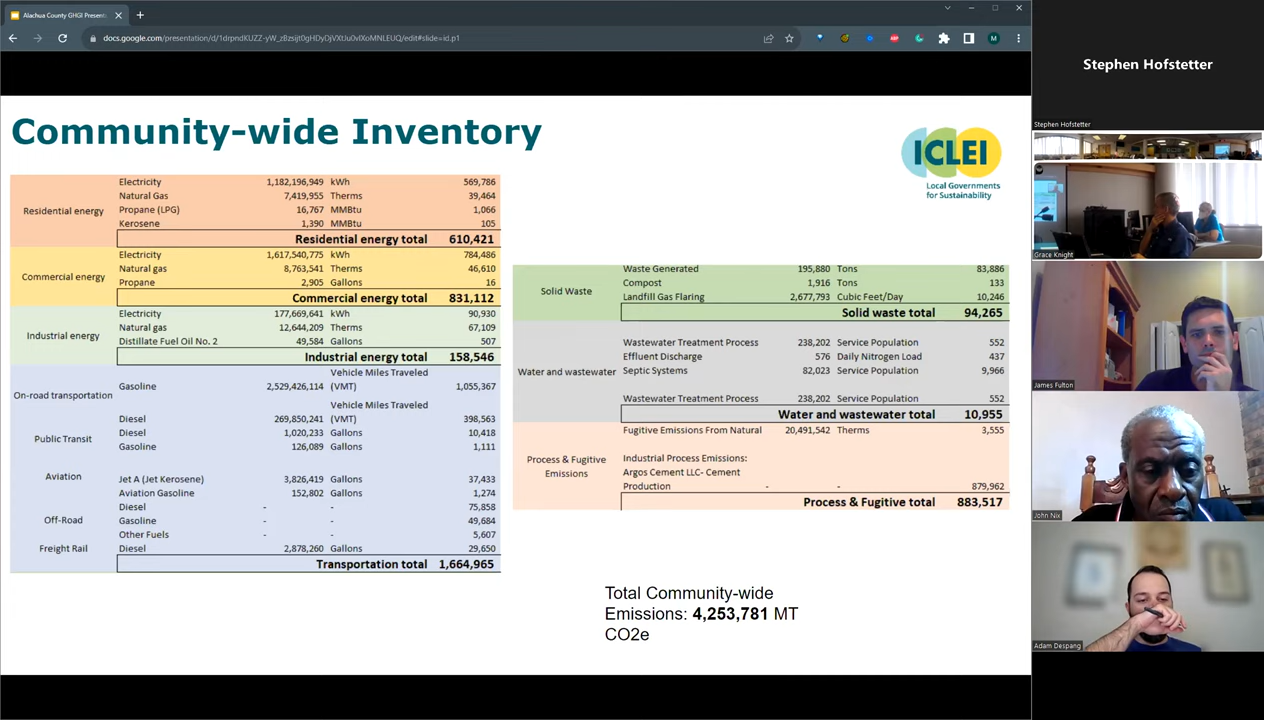 Alachua County GHGI Present
docs.google.com/presentation/d/1drpndKUZZ-yW_zBzsijt0gHDyDjVXtJu0vlXoMNLEUQ/edit#slide=id.p1
Community-wide Inventory
ICLEI
Local Governments
for Sustainability
Residential energy
Electricity 1,182,196,949 kWh 569,786
Natural Gas 7,419,955 Therms 39,464
Propane (LPG) 16,767 MMBtu 1,066
Kerosene 1,390 MMBtu 105
Residential energy total 610,421
Commercial energy
Electricity 1,617,540,775 kWh 784,486
Natural gas 8,763,541 Therms 46,610
Propane 2,905 Gallons 16
Commercial energy total 831,112
Industrial energy
Electricity 177,669,641 kWh 90,930
Natural gas 12,644,209 Therms 67,109
Distillate Fuel Oil No. 2 49,584 Gallons 507
Industrial energy total 158,546
On-road transportation
Vehicle Miles Traveled
Gasoline 2,529,426,114 (VMT) 1,055,367
Vehicle Miles Traveled
Diesel 269,850,241 (VMT) 398,563
Public Transit
Diesel 1,020,233 Gallons 10,418
Gasoline 126,089 Gallons 1,111
Aviation
Jet A (Jet Kerosene) 3,826,419 Gallons 37,433
Aviation Gasoline 152,802 Gallons 1,274
Off-Road
Diesel - - 75,858
Gasoline - - 49,684
Other Fuels - - 5,607
Freight Rail Diesel 2,878,260 Gallons 29,650
Transportation total 1,664,965
Solid Waste
Waste Generated 195,880 Tons 83,886
Compost 1,916 Tons 133
Landfill Gas Flaring 2,677,793 Cubic Feet/Day 10,246
Solid waste total 94,265
Water and wastewater
Wastewater Treatment Process 238,202 Service Population 552
Effluent Discharge 576 Daily Nitrogen Load 437
Septic Systems 82,023 Service Population 9,966
Wastewater Treatment Process 238,202 Service Population 552
Water and wastewater total 10,955
Process & Fugitive
Emissions
Fugitive Emissions From Natural 20,491,542 Therms 3,555
Industrial Process Emissions:
Argos Cement LLC- Cement
Production - - 879,962
Process & Fugitive total 883,517
Total Community-wide
Emissions: 4,253,781 MT
CO2e
Stephen Hofstetter
Stephen Hofstetter
Grace Knight
James Fulton
John Nix
Adam Despang